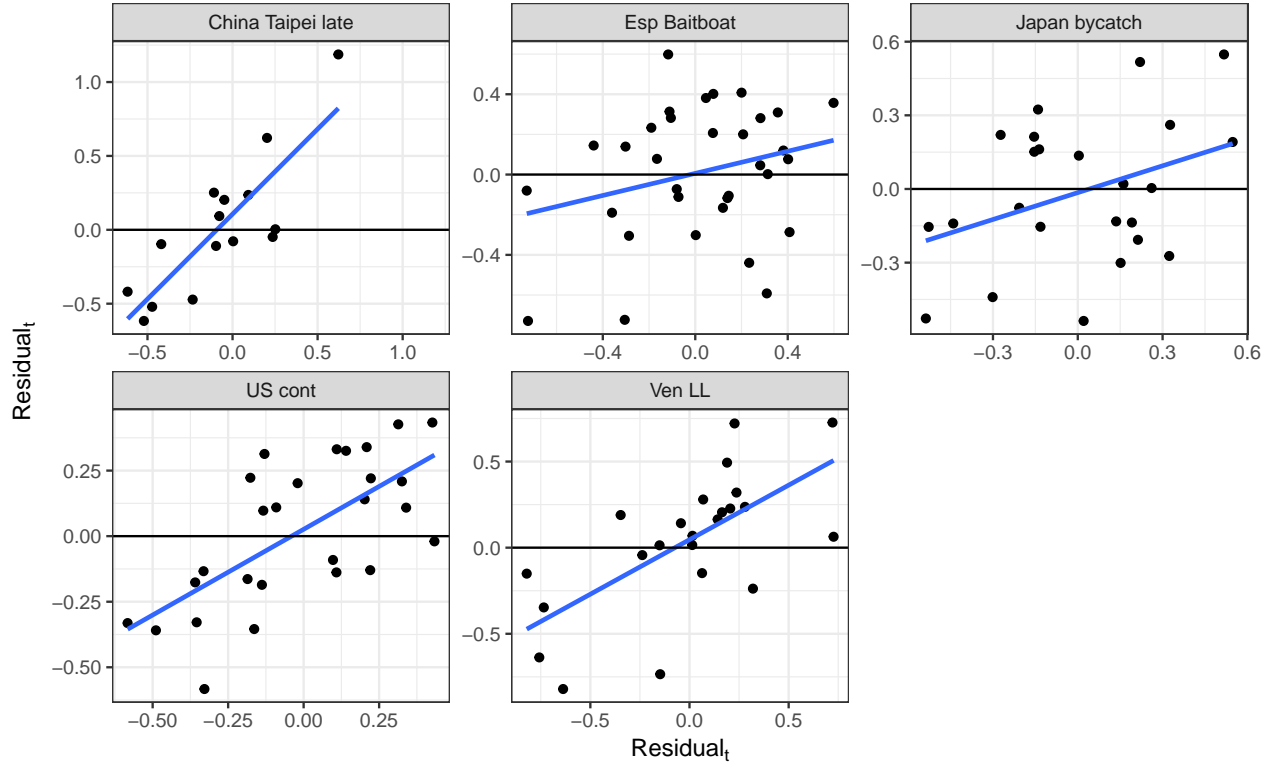 China Taipei late
Esp Baitboat
Japan bycatch
1.0
0.5
0.0
−0.5
−0.5 0.0 0.5 1.0
0.4
0.0
−0.4
−0.4 0.0 0.4
0.6
0.3
0.0
−0.3
−0.3 0.0 0.3 0.6
US cont
Ven LL
0.25
0.00
−0.25
−0.50
−0.50 −0.25 0.00 0.25
0.5
0.0
−0.5
−0.5 0.0 0.5
Residual_t
Residual_t